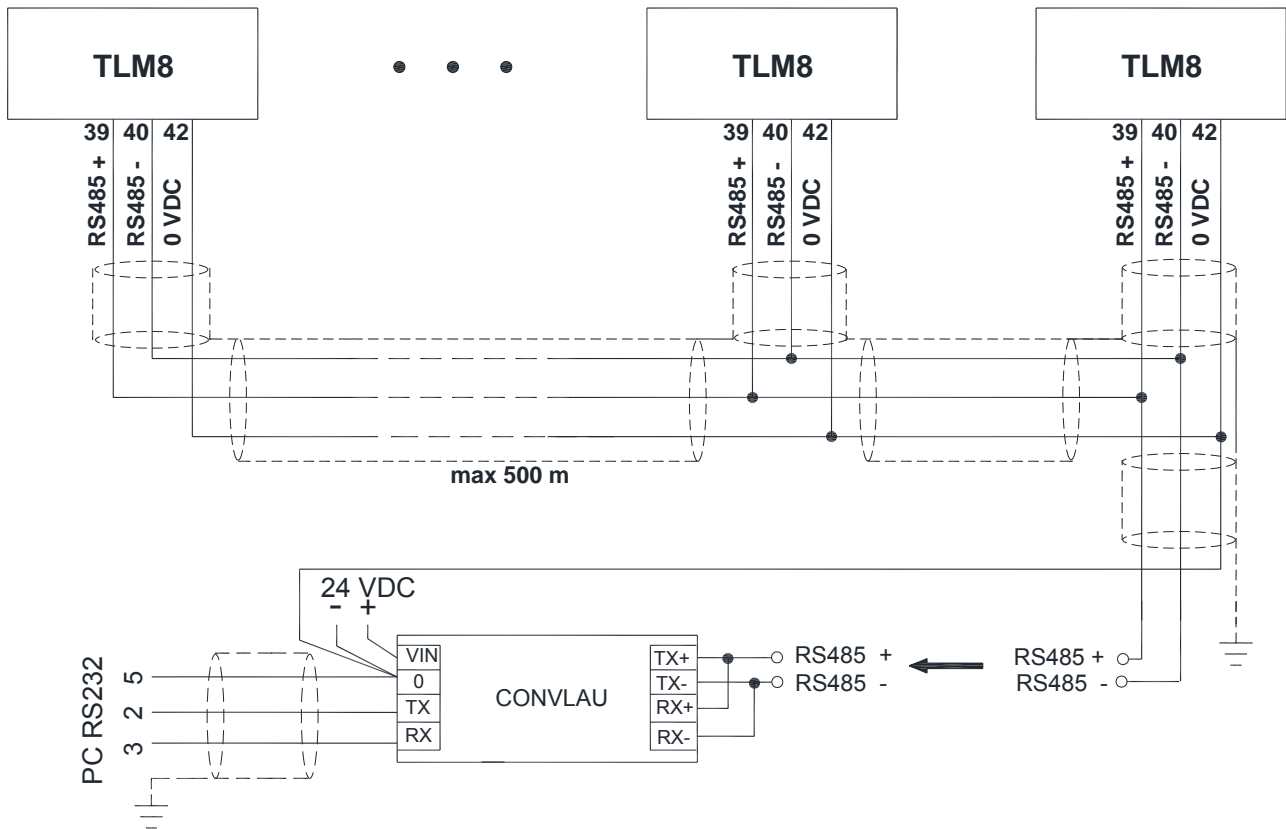 TLM8
TLM8
TLM8
39 40 42
39 40 42
39 40 42
RS485 +
RS485 -
0 VDC
RS485 +
RS485 -
0 VDC
RS485 +
RS485 -
0 VDC
max 500 m
24 VDC
- +
PC RS232
5
2
3
VIN
0
TX
RX
CONVLAU
TX+
TX-
RX+
RX-
RS485 +
RS485 -
RS485 +
RS485 -